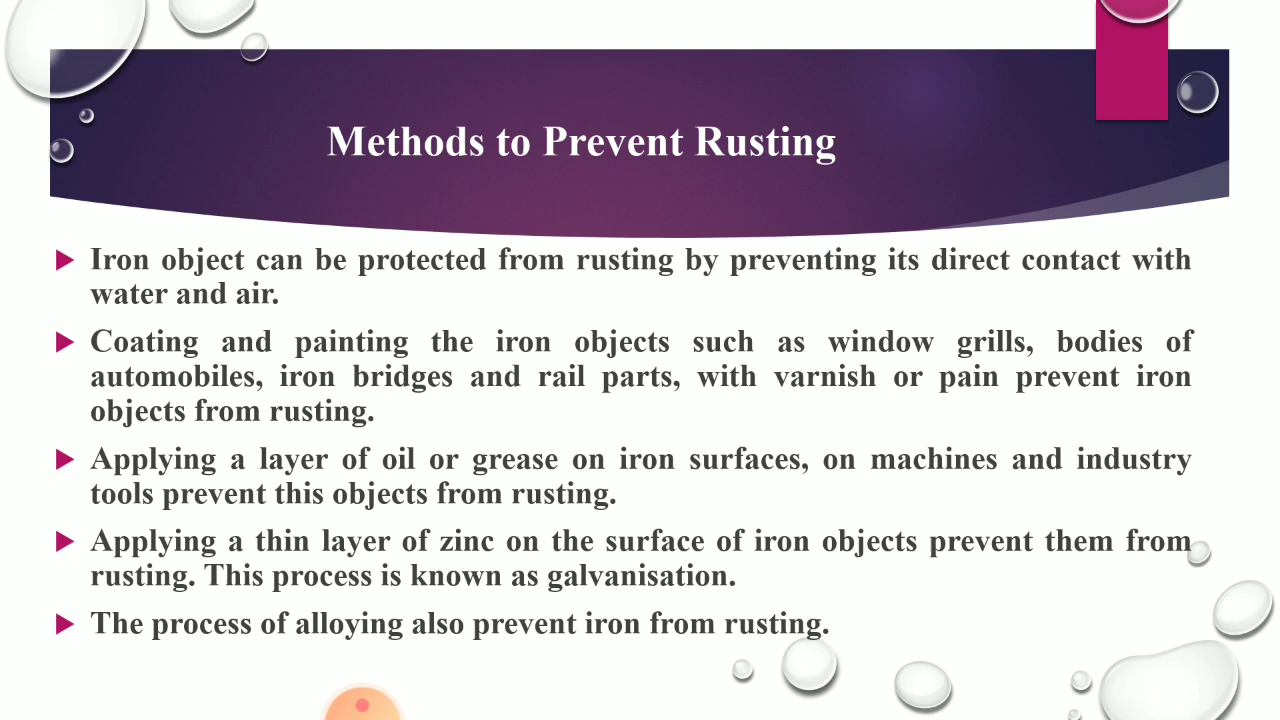 Methods to Prevent Rusting
Iron object can be protected from rusting by preventing its direct contact with
water and air.
Coating and painting the iron objects such as window grills, bodies of
automobiles, iron bridges and rail parts, with varnish or pain prevent iron
objects from rusting.
Applying a layer of oil or grease on iron surfaces, on machines and industry
tools prevent this objects from rusting.
Applying a thin layer of zinc on the surface of iron objects prevent them from
rusting. This process is known as galvanisation.
The process of alloying also prevent iron from rusting.